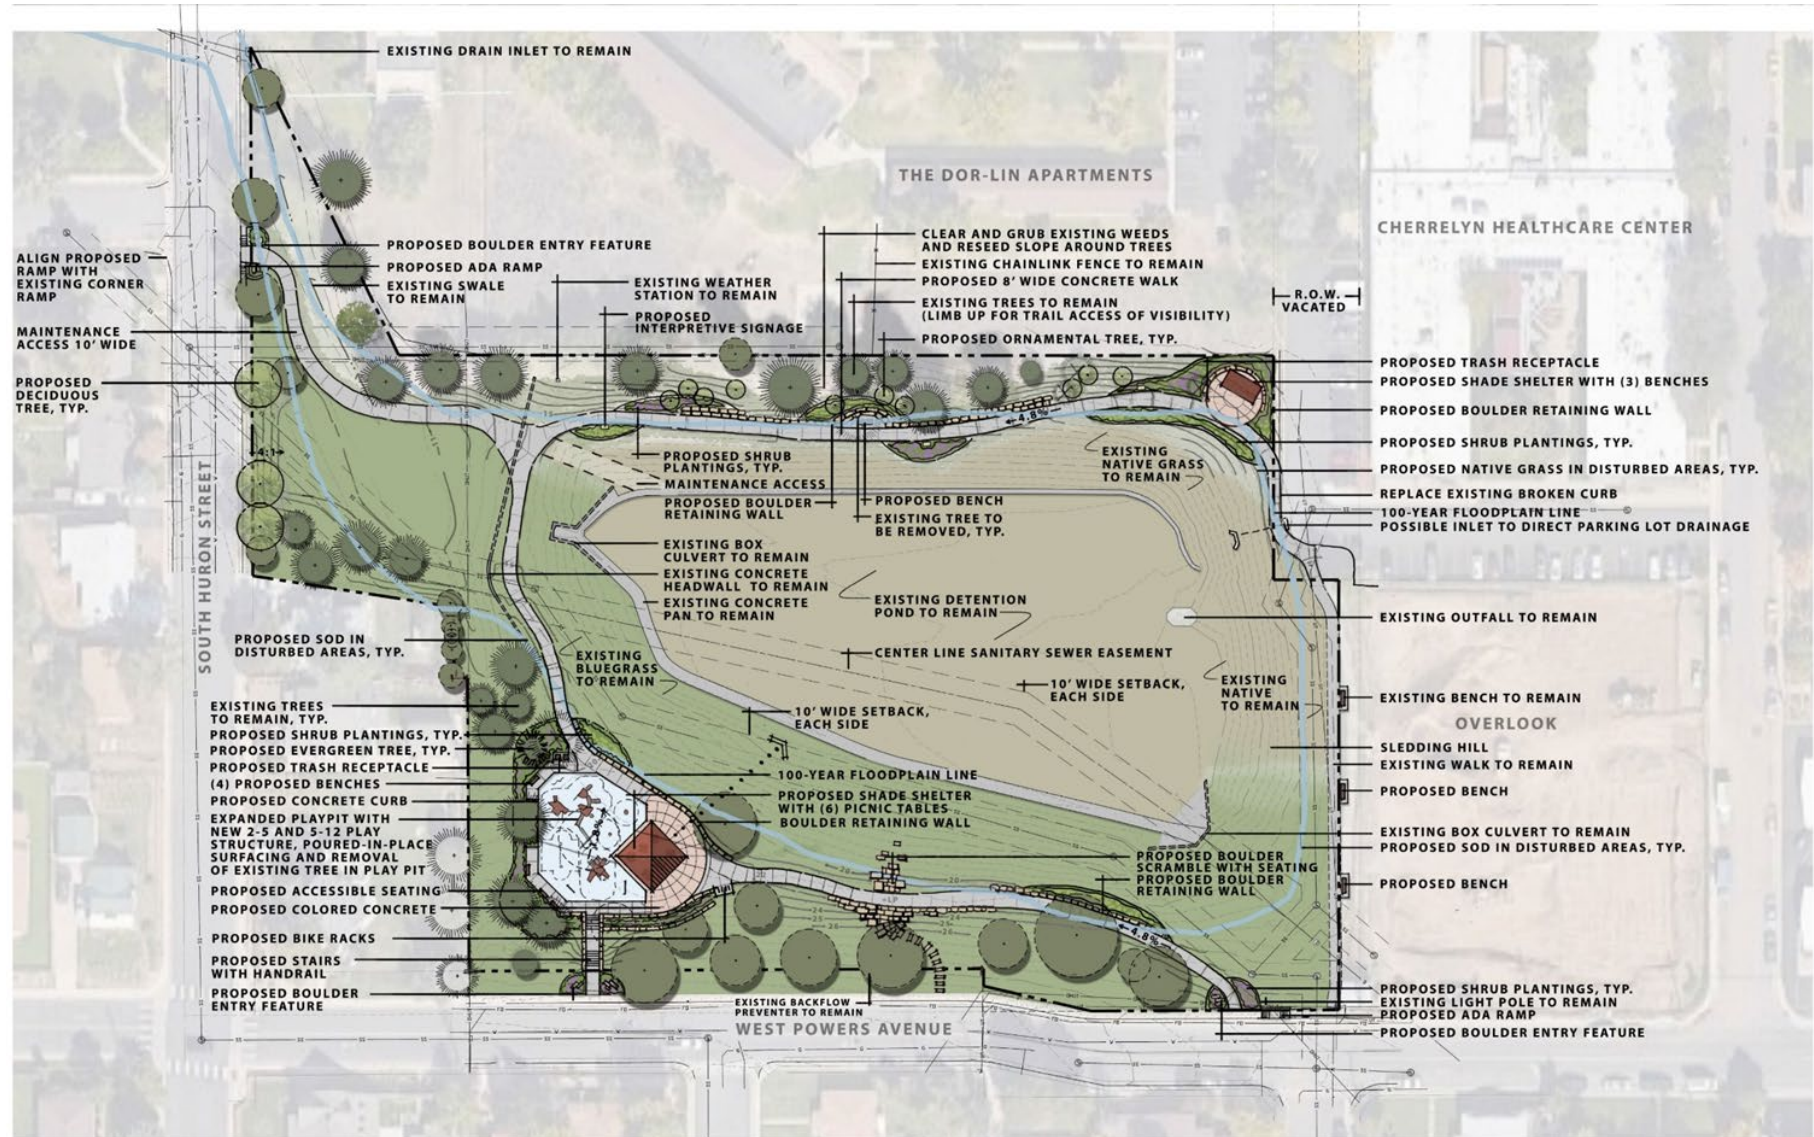 EXISTING DRAIN INLET TO REMAIN
THE DOR-LIN APARTMENTS
CHERRELYN HEALTHCARE CENTER
ALIGN PROPOSED
RAMP WITH
EXISTING CORNER
RAMP
MAINTENANCE
ACCESS 10' WIDE
PROPOSED
DECIDUOUS
TREE, TYP.
PROPOSED BOULDER ENTRY FEATURE
PROPOSED ADA RAMP
EXISTING SWALE
TO REMAIN
EXISTING WEATHER
STATION TO REMAIN
PROPOSED
INTERPRETIVE SIGNAGE
CLEAR AND GRUB EXISTING WEEDS
AND RESEED SLOPE AROUND TREES
EXISTING CHAINLINK FENCE TO REMAIN
PROPOSED 8' WIDE CONCRETE WALK
EXISTING TREES TO REMAIN
(LIMB UP FOR TRAIL ACCESS OF VISIBILITY)
PROPOSED ORNAMENTAL TREE, TYP.
R.O.W.
VACATED
PROPOSED TRASH RECEPTACLE
PROPOSED SHADE SHELTER WITH (3) BENCHES
PROPOSED BOULDER RETAINING WALL
PROPOSED SHRUB PLANTINGS, TYP.
PROPOSED NATIVE GRASS IN DISTURBED AREAS, TYP.
REPLACE EXISTING BROKEN CURB
100-YEAR FLOODPLAIN LINE
POSSIBLE INLET TO DIRECT PARKING LOT DRAINAGE
4:1
4.8%
PROPOSED SHRUB
PLANTINGS, TYP.
MAINTENANCE ACCESS
PROPOSED BOULDER
RETAINING WALL
PROPOSED BENCH
EXISTING TREE TO
BE REMOVED, TYP.
EXISTING
NATIVE GRASS
TO REMAIN
EXISTING BOX
CULVERT TO REMAIN
EXISTING CONCRETE
HEADWALL TO REMAIN
EXISTING CONCRETE
PAN TO REMAIN
EXISTING DETENTION
POND TO REMAIN
EXISTING OUTFALL TO REMAIN
SOUTH HURON STREET
PROPOSED SOD IN
DISTURBED AREAS, TYP.
EXISTING
BLUEGRASS
TO REMAIN
CENTER LINE SANITARY SEWER EASEMENT
10' WIDE SETBACK,
EACH SIDE
10' WIDE SETBACK,
EACH SIDE
EXISTING
NATIVE
TO REMAIN
EXISTING BENCH TO REMAIN
OVERLOOK
SLEDDING HILL
EXISTING WALK TO REMAIN
PROPOSED BENCH
EXISTING BOX CULVERT TO REMAIN
PROPOSED SOD IN DISTURBED AREAS, TYP.
PROPOSED BENCH
EXISTING TREES
TO REMAIN, TYP.
PROPOSED SHRUB PLANTINGS, TYP.
PROPOSED EVERGREEN TREE, TYP.
PROPOSED TRASH RECEPTACLE
(4) PROPOSED BENCHES
PROPOSED CONCRETE CURB
EXPANDED PLAYPIT WITH
NEW 2-5 AND 5-12 PLAY
STRUCTURE, POURED-IN-PLACE
SURFACING AND REMOVAL
OF EXISTING TREE IN PLAY PIT
PROPOSED ACCESSIBLE SEATING
PROPOSED COLORED CONCRETE
PROPOSED BIKE RACKS
PROPOSED STAIRS
WITH HANDRAIL
PROPOSED BOULDER
ENTRY FEATURE
100-YEAR FLOODPLAIN LINE
PROPOSED SHADE SHELTER
WITH (6) PICNIC TABLES
BOULDER RETAINING WALL
PROPOSED BOULDER
SCRAMBLE WITH SEATING
PROPOSED BOULDER
RETAINING WALL
4.8%
EXISTING BACKFLOW
PREVENTER TO REMAIN
WEST POWERS AVENUE
PROPOSED SHRUB PLANTINGS, TYP.
EXISTING LIGHT POLE TO REMAIN
PROPOSED ADA RAMP
PROPOSED BOULDER ENTRY FEATURE